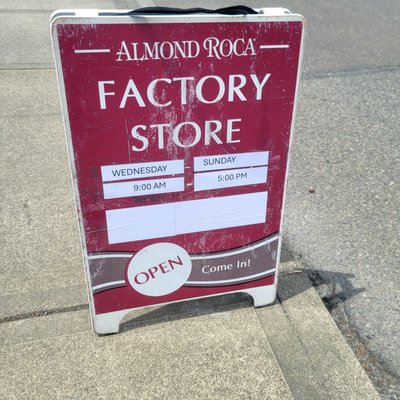 ALMOND ROCA
FACTORY
STORE
WEDNESDAY - SUNDAY
9:00 AM - 5:00 PM
OPEN
Come In!